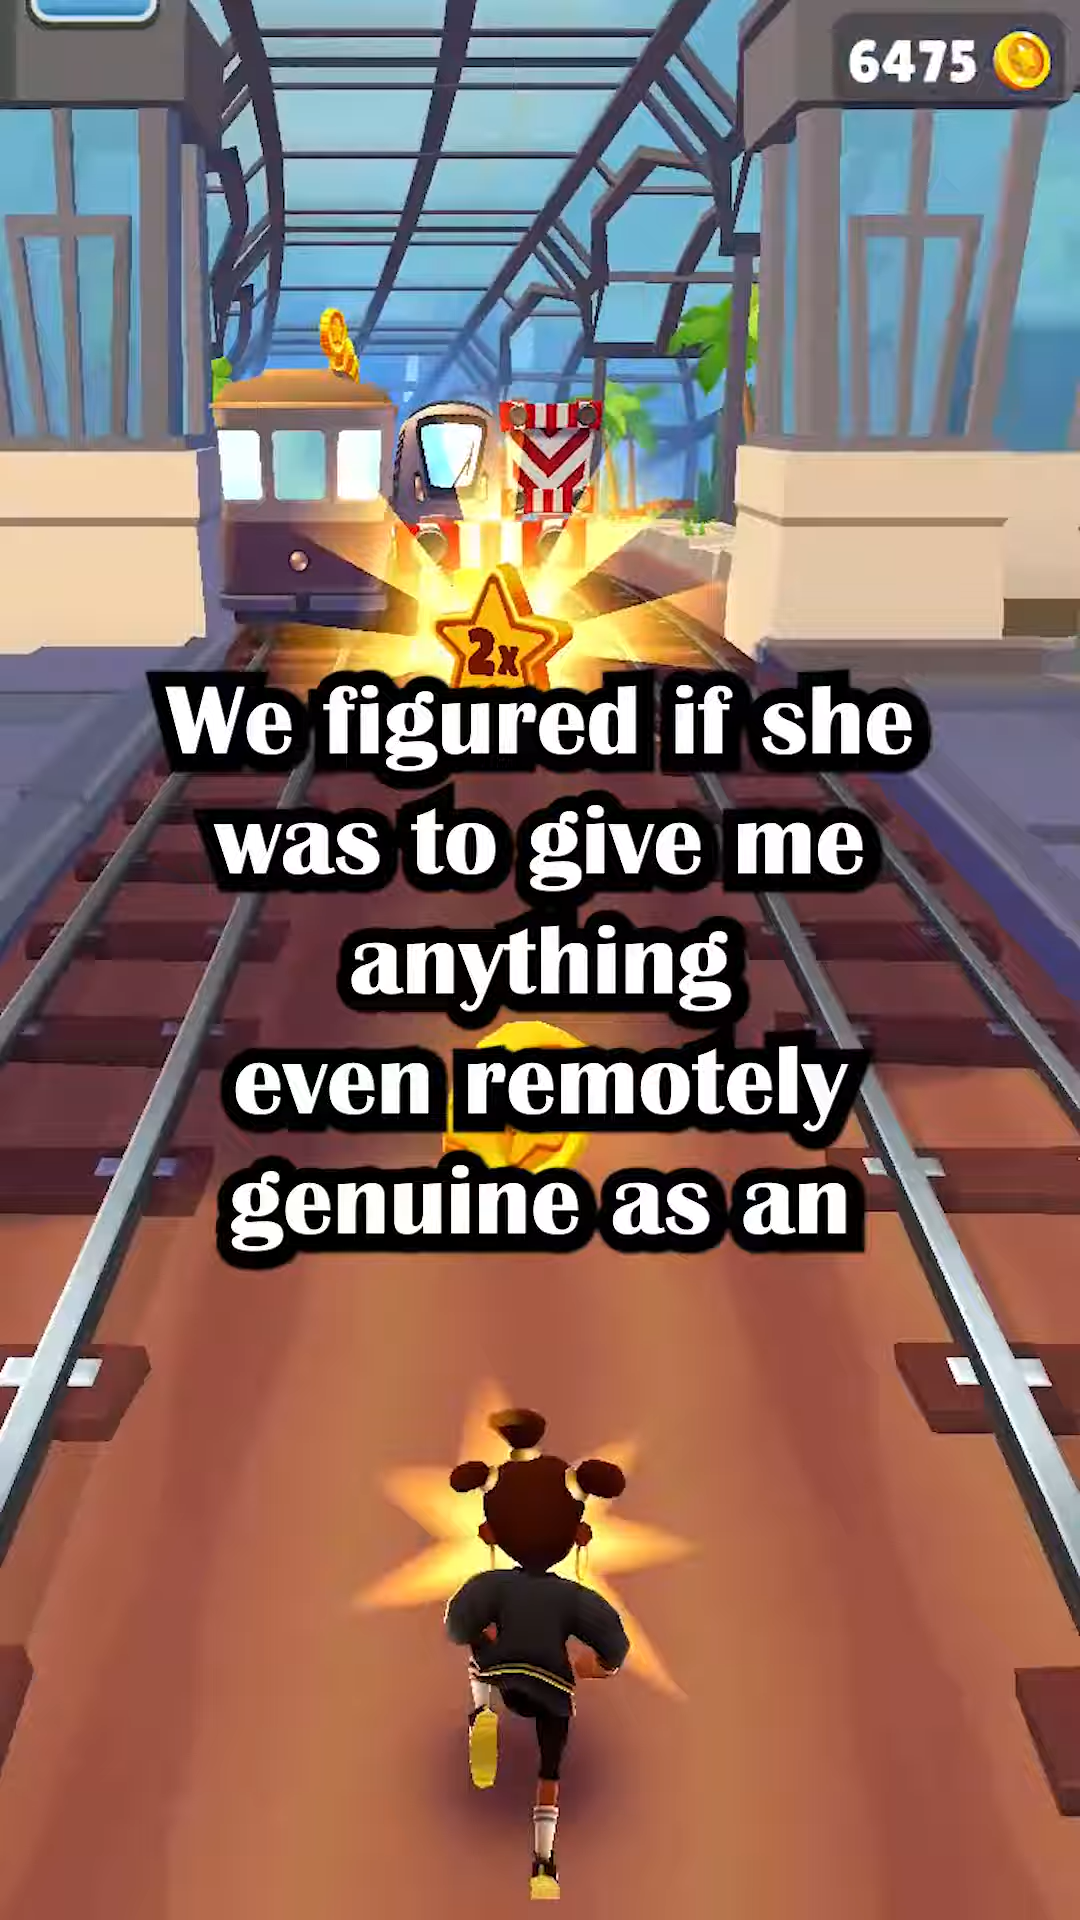 6475
2x
We figured if she
was to give me
anything
even remotely
genuine as an